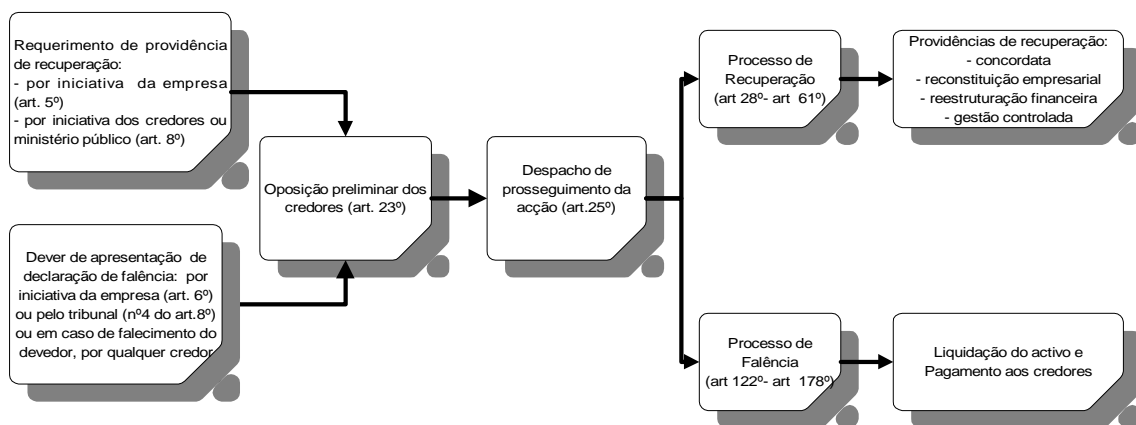 Requerimento de providência
de recuperação:
- por iniciativa da empresa
(art. 5º)
- por iniciativa dos credores ou
ministério público (art. 8º)
Dever de apresentação de
declaração de falência: por
iniciativa da empresa (art. 6º)
ou pelo tribunal (nº4 do art.8º)
ou em caso de falecimento do
devedor, por qualquer credor
Oposição preliminar dos
credores (art. 23º)
Despacho de
prosseguimento da
acção (art.25º)
Processo de
Recuperação
(art 28º- art 61º)
Providências de recuperação:
- concordata
- reconstituição empresarial
- reestruturação financeira
- gestão controlada
Processo de
Falência
(art 122º- art 178º)
Liquidação do activo e
Pagamento aos credores